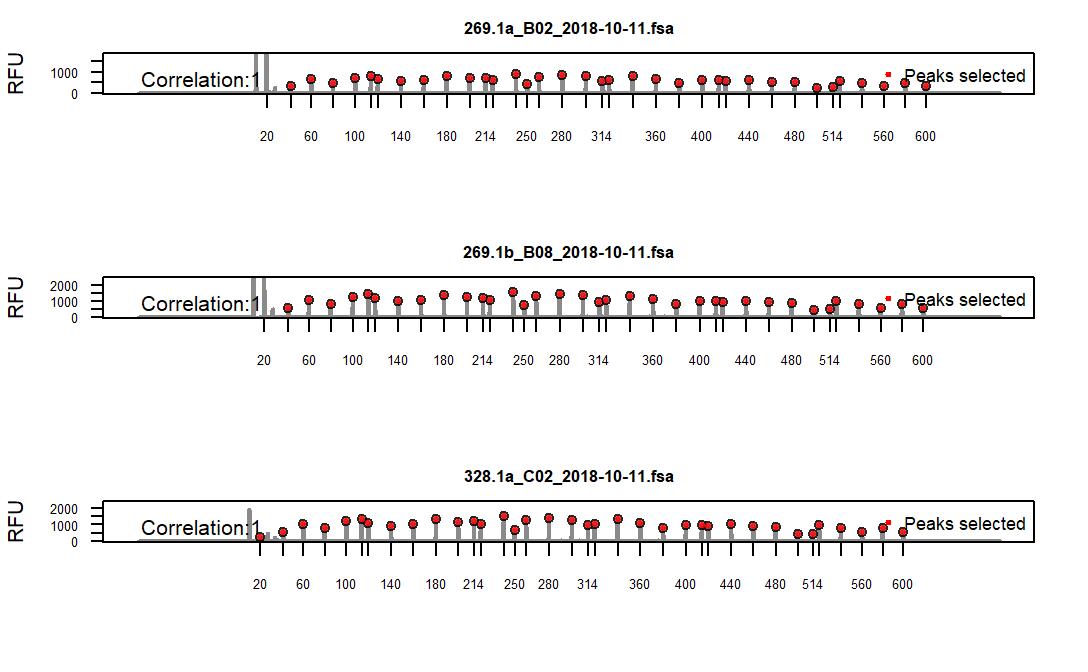 269.1a_B02_2018-10-11.fsa
RFU
1000
0
Correlation:1
Peaks selected
20 60 100 140 180 214 250 280 314 360 400 440 480 514 560 600
269.1b_B08_2018-10-11.fsa
RFU
2000
1000
0
Correlation:1
Peaks selected
20 60 100 140 180 214 250 280 314 360 400 440 480 514 560 600
328.1a_C02_2018-10-11.fsa
RFU
2000
1000
0
Correlation:1
Peaks selected
20 60 100 140 180 214 250 280 314 360 400 440 480 514 560 600